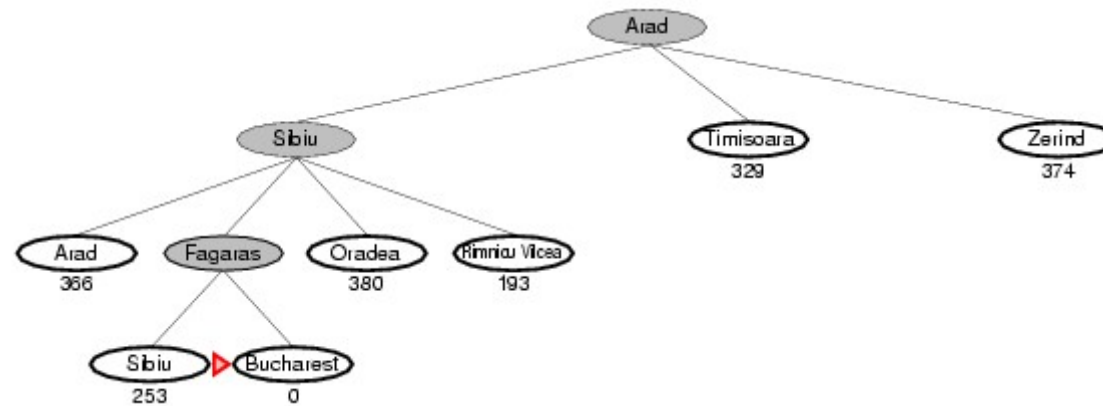 Arad
Sibiu
Timisoara
Zerind
329
374
Arad
Fagaras
Oradea
Rimnicu Vilcea
366
380
193
Sibiu
Bucharest
253
0